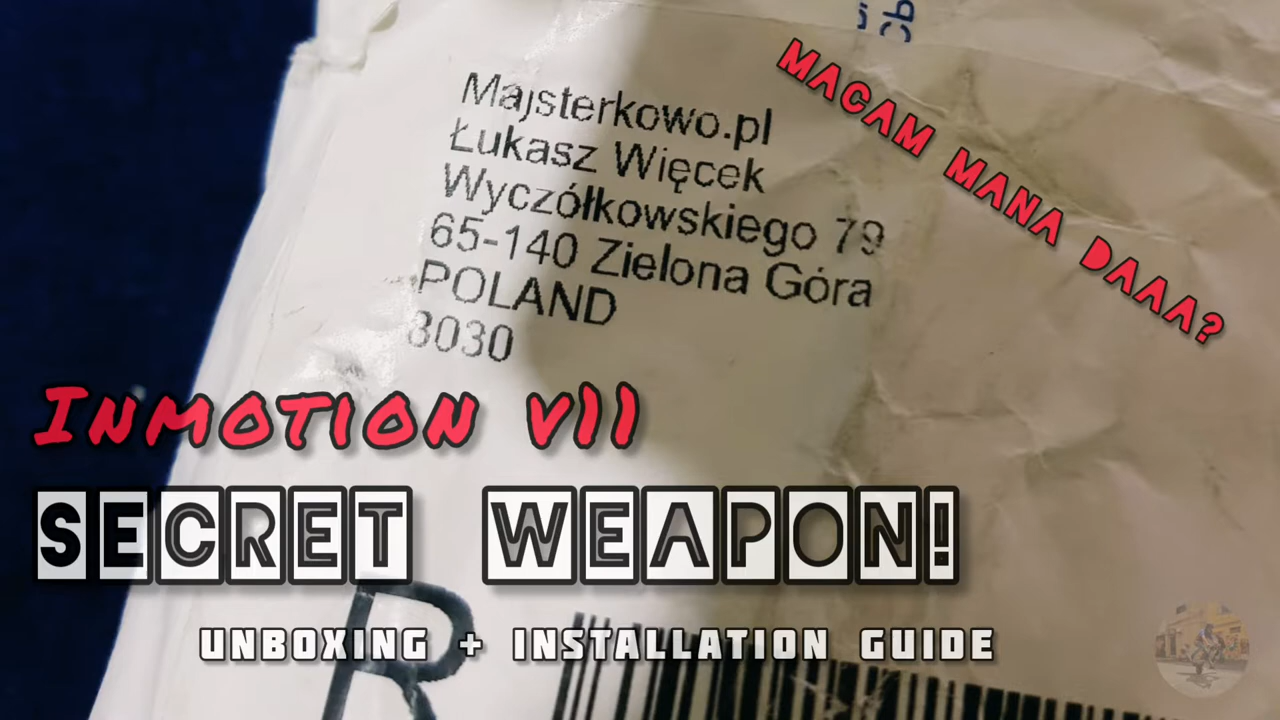 Majsterkowo.pl
Łukasz Więcek
Wyczółkowskiego 79
65-140 Zielona Góra
POLAND
8030
MACAM MANA DAAA?
INMOTION V11
SECRET WEAPON!
R
UNBOXING + INSTALLATION GUIDE